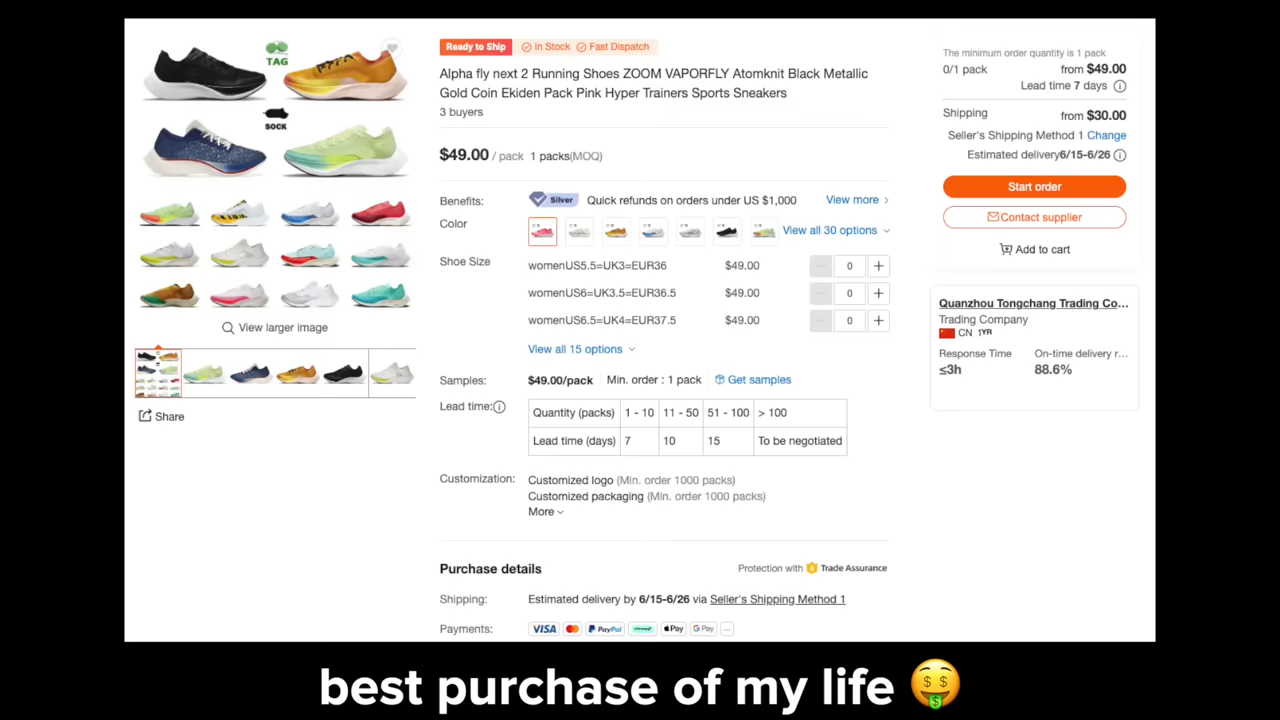 TAG
SOCK
View larger image
Share
Ready to Ship In Stock Fast Dispatch
Alpha fly next 2 Running Shoes ZOOM VAPORFLY Atomknit Black Metallic
Gold Coin Ekiden Pack Pink Hyper Trainers Sports Sneakers
3 buyers
$49.00 / pack 1 packs(MOQ)
Benefits: Silver Quick refunds on orders under US $1,000 View more
Color View all 30 options
Shoe Size womenUS5.5=UK3=EUR36 $49.00 0 +
womenUS6=UK3.5=EUR36.5 $49.00 0 +
womenUS6.5=UK4=EUR37.5 $49.00 0 +
View all 15 options
Samples: $49.00/pack Min. order : 1 pack Get samples
Lead time: Quantity (packs) 1 - 10 11 - 50 51 - 100 > 100
Lead time (days) 7 10 15 To be negotiated
Customization: Customized logo (Min. order 1000 packs)
Customized packaging (Min. order 1000 packs)
More
Purchase details Protection with Trade Assurance
Shipping: Estimated delivery by 6/15-6/26 via Seller's Shipping Method 1
Payments: VISA PayPal Pay G Pay ...
The minimum order quantity is 1 pack
0/1 pack from $49.00
Lead time 7 days
Shipping from $30.00
Seller's Shipping Method 1 Change
Estimated delivery6/15-6/26
Start order
Contact supplier
Add to cart
Quanzhou Tongchang Trading Co...
Trading Company
CN 1YR
Response Time On-time delivery r...
≤3h 88.6%
best purchase of my life